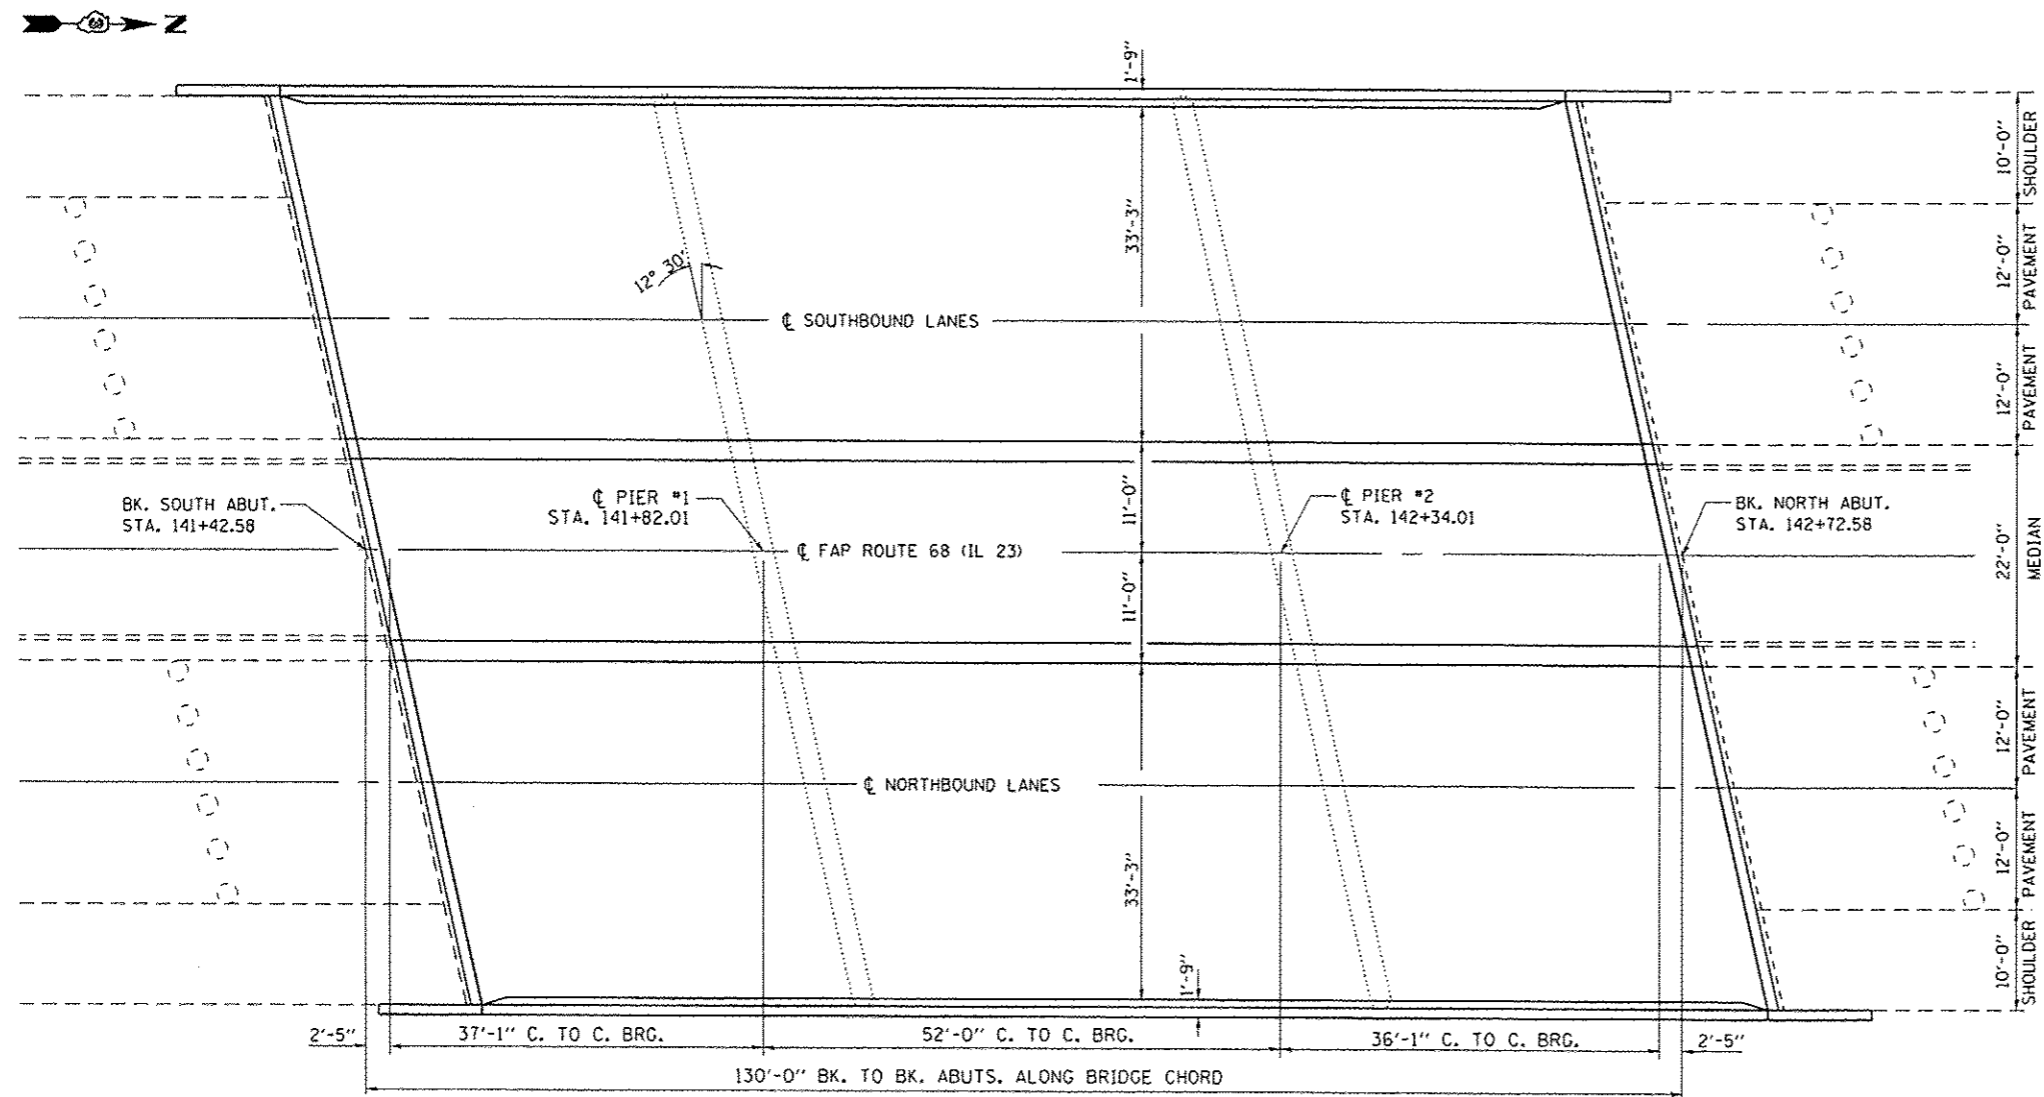 N
1'-9"
10'-0" SHOULDER
33'-3"
12'-0" PAVEMENT
12° 30'
℄ SOUTHBOUND LANES
12'-0" PAVEMENT
BK. SOUTH ABUT.
STA. 141+42.58
℄ PIER #1
STA. 141+82.01
11'-0"
℄ PIER #2
STA. 142+34.01
BK. NORTH ABUT.
STA. 142+72.58
℄ FAP ROUTE 68 (IL 23)
22'-0" MEDIAN
11'-0"
12'-0" PAVEMENT
℄ NORTHBOUND LANES
33'-3"
12'-0" PAVEMENT
1'-9"
10'-0" SHOULDER
2'-5"
37'-1" C. TO C. BRG.
52'-0" C. TO C. BRG.
36'-1" C. TO C. BRG.
2'-5"
130'-0" BK. TO BK. ABUTS. ALONG BRIDGE CHORD